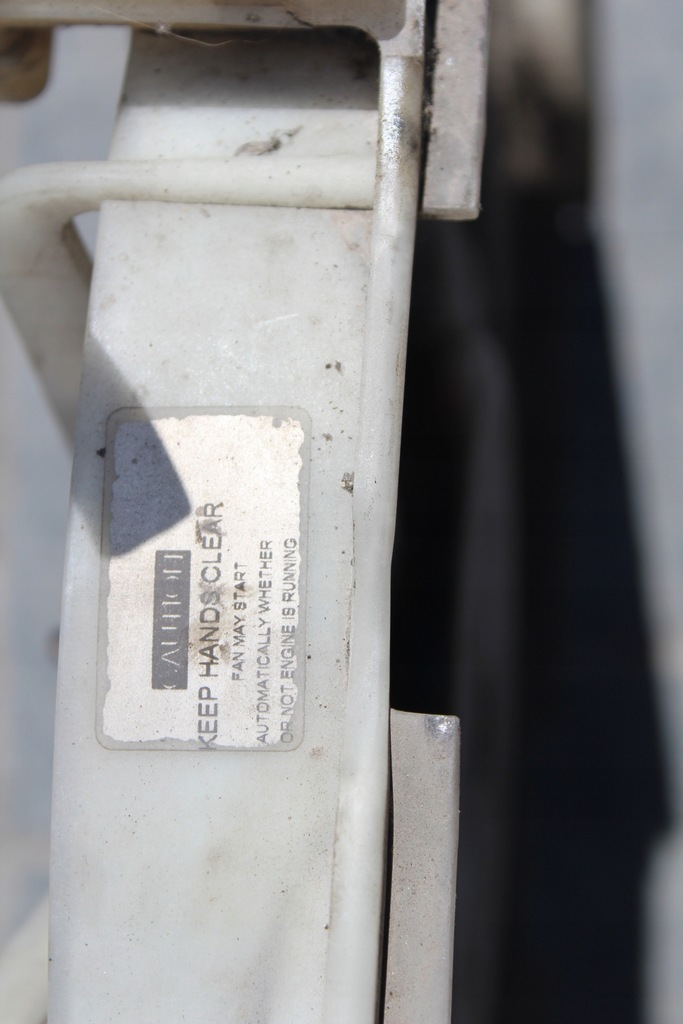 CAUTION
KEEP HANDS CLEAR
FAN MAY START
AUTOMATICALLY WHETHER
OR NOT ENGINE IS RUNNING